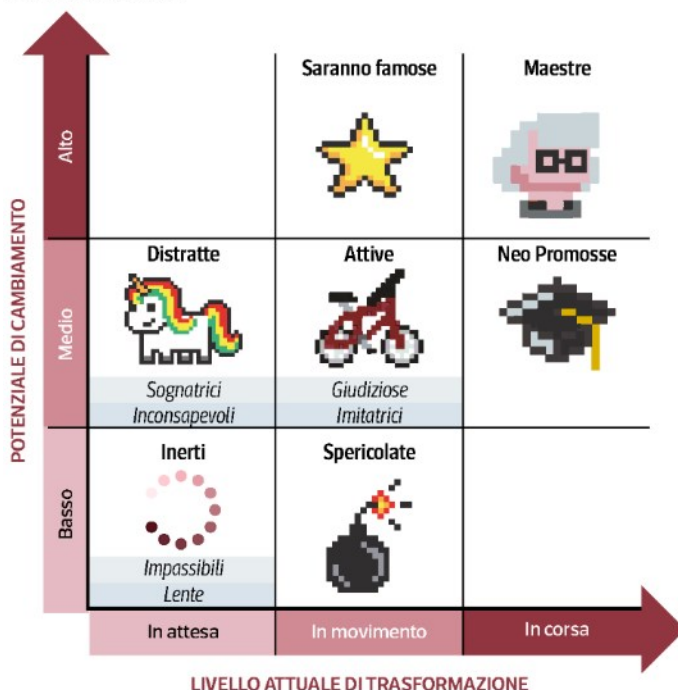 POTENZIALE DI CAMBIAMENTO
Alto
Saranno famose
Maestre
Medio
Distratte
Sognatrici
Inconsapevoli
Attive
Giudiziose
Imitatrici
Neo Promosse
Basso
Inerti
Impassibili
Lente
Spericolate
In attesa
In movimento
In corsa
LIVELLO ATTUALE DI TRASFORMAZIONE